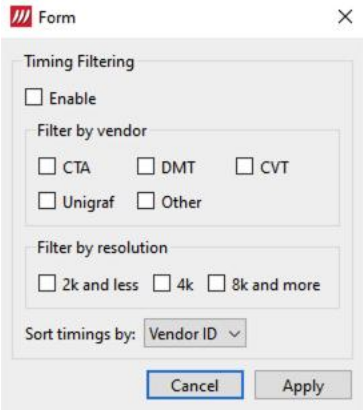 Form
Timing Filtering
Enable
Filter by vendor
CTA DMT CVT
Unigraf Other
Filter by resolution
2k and less 4k 8k and more
Sort timings by: Vendor ID
Cancel Apply